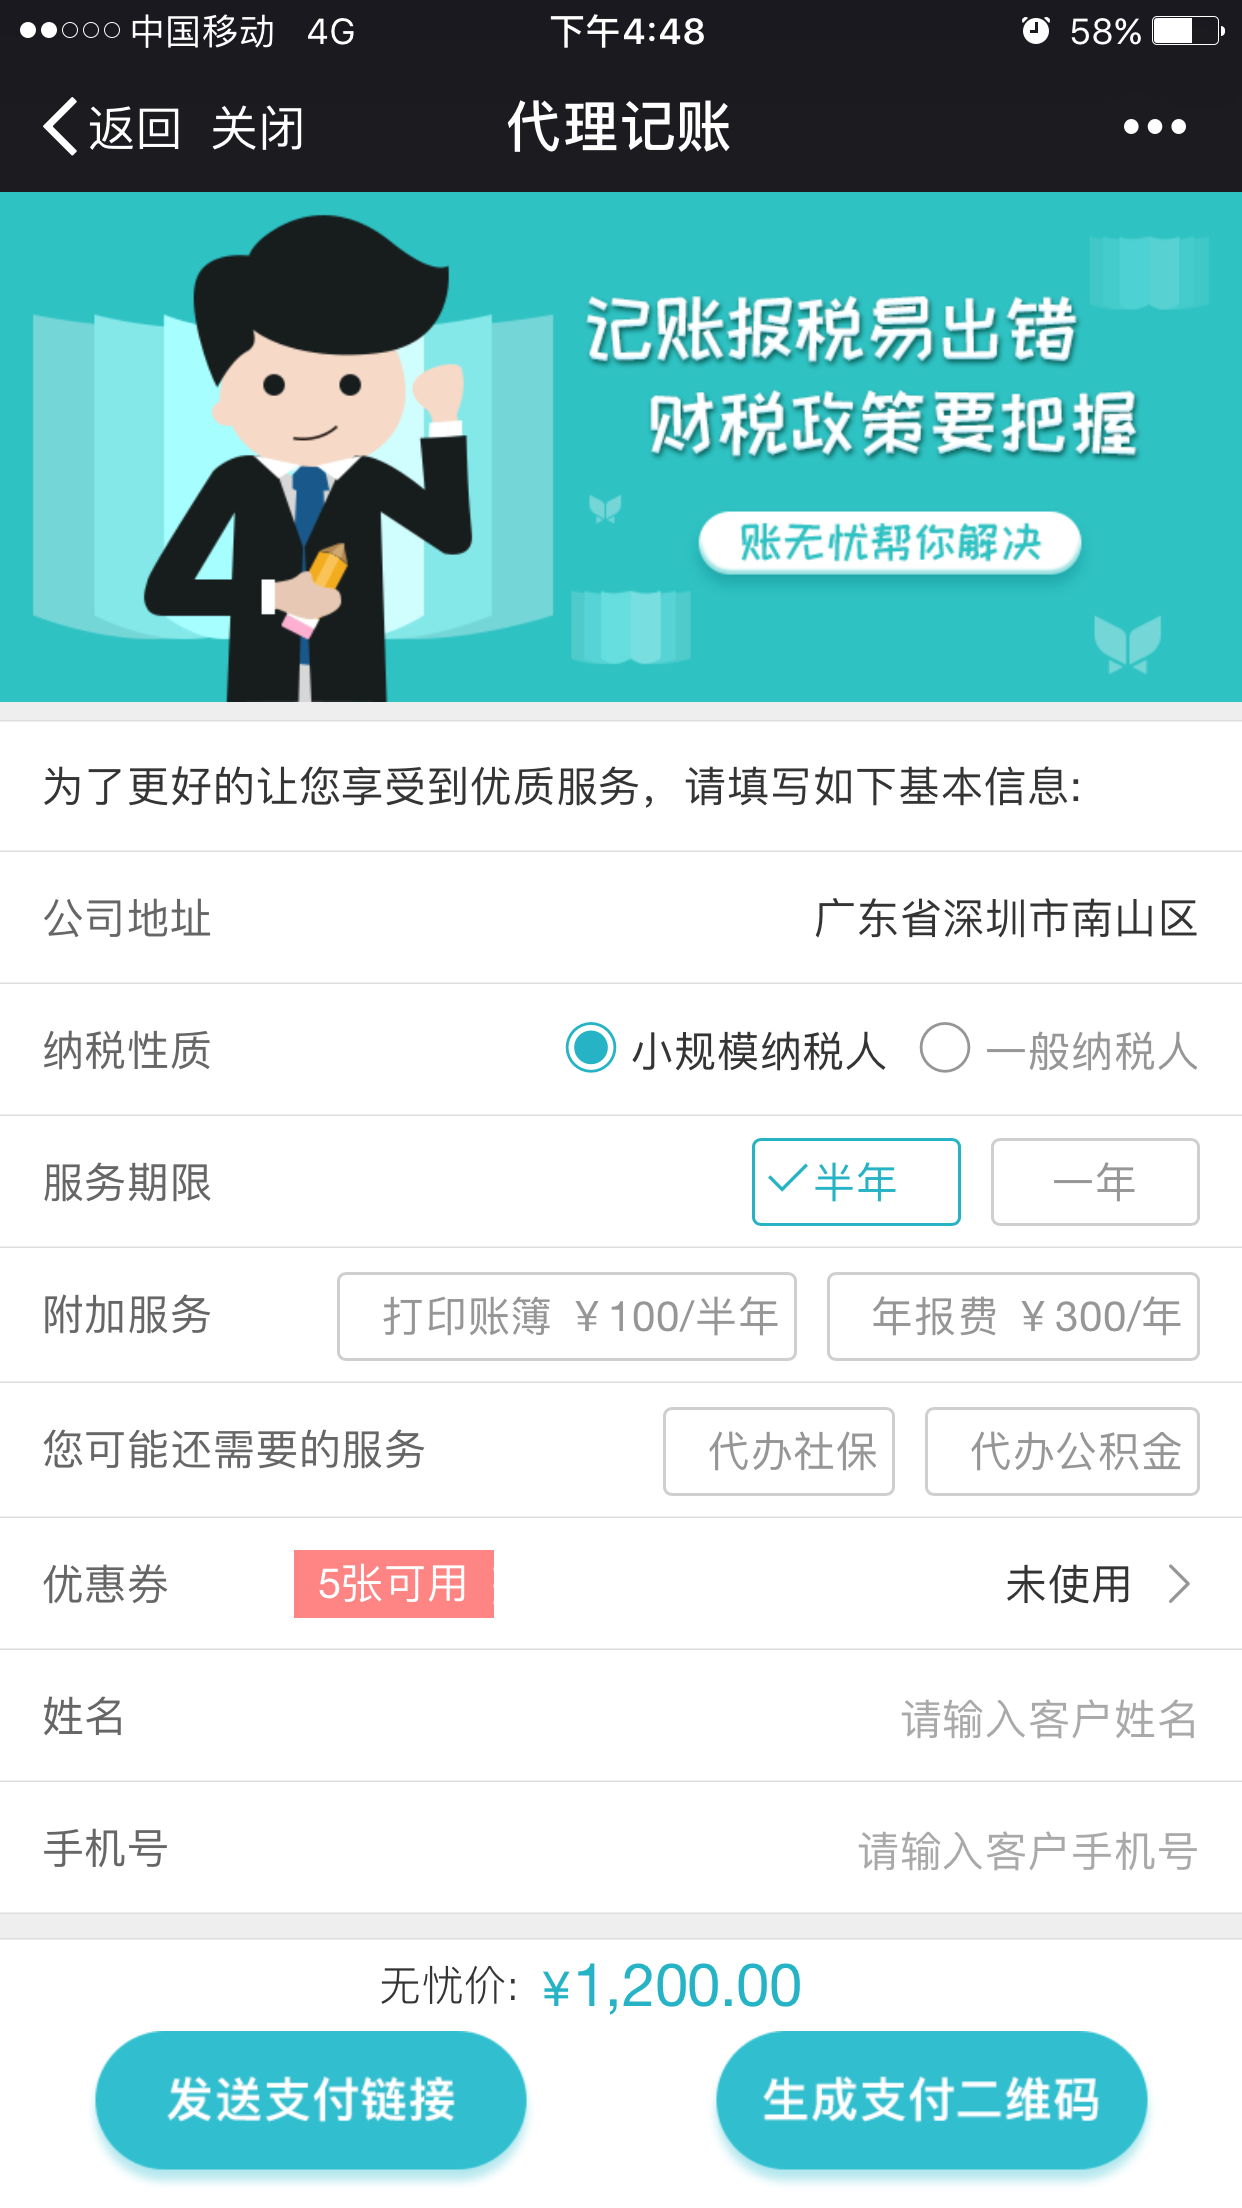 中国移动 4G 下午4:48 58%
返回 关闭 代理记账
记账报税易出错
财税政策要把握
账无忧帮你解决
为了更好的让您享受到优质服务，请填写如下基本信息:
公司地址 广东省深圳市南山区
纳税性质 小规模纳税人 一般纳税人
服务期限 半年 一年
附加服务 打印账簿 ￥100/半年 年报费 ￥300/年
您可能还需要的服务 代办社保 代办公积金
优惠券 5张可用 未使用
姓名 请输入客户姓名
手机号 请输入客户手机号
无忧价: ¥1,200.00
发送支付链接 生成支付二维码